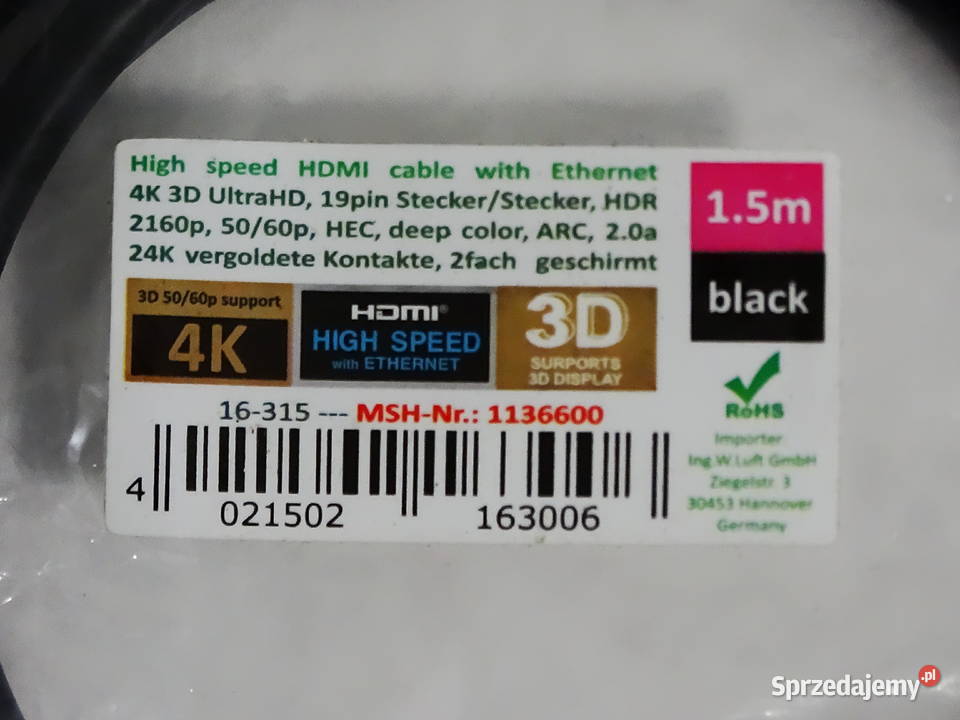 High speed HDMI cable with Ethernet
4K 3D UltraHD, 19pin Stecker/Stecker, HDR
2160p, 50/60p, HEC, deep color, ARC, 2.0a
24K vergoldete Kontakte, 2fach geschirmt
1.5m
black
3D 50/60p support
4K
HDMI®
HIGH SPEED
with ETHERNET
3D
SURPORTS
3D DISPLAY
RoHS
16-315 --- MSH-Nr.: 1136600
4 021502 163006
Importer
Ing.W.Luft GmbH
Ziegelstr. 3
30453 Hannover
Germany
Sprzedajemy.pl